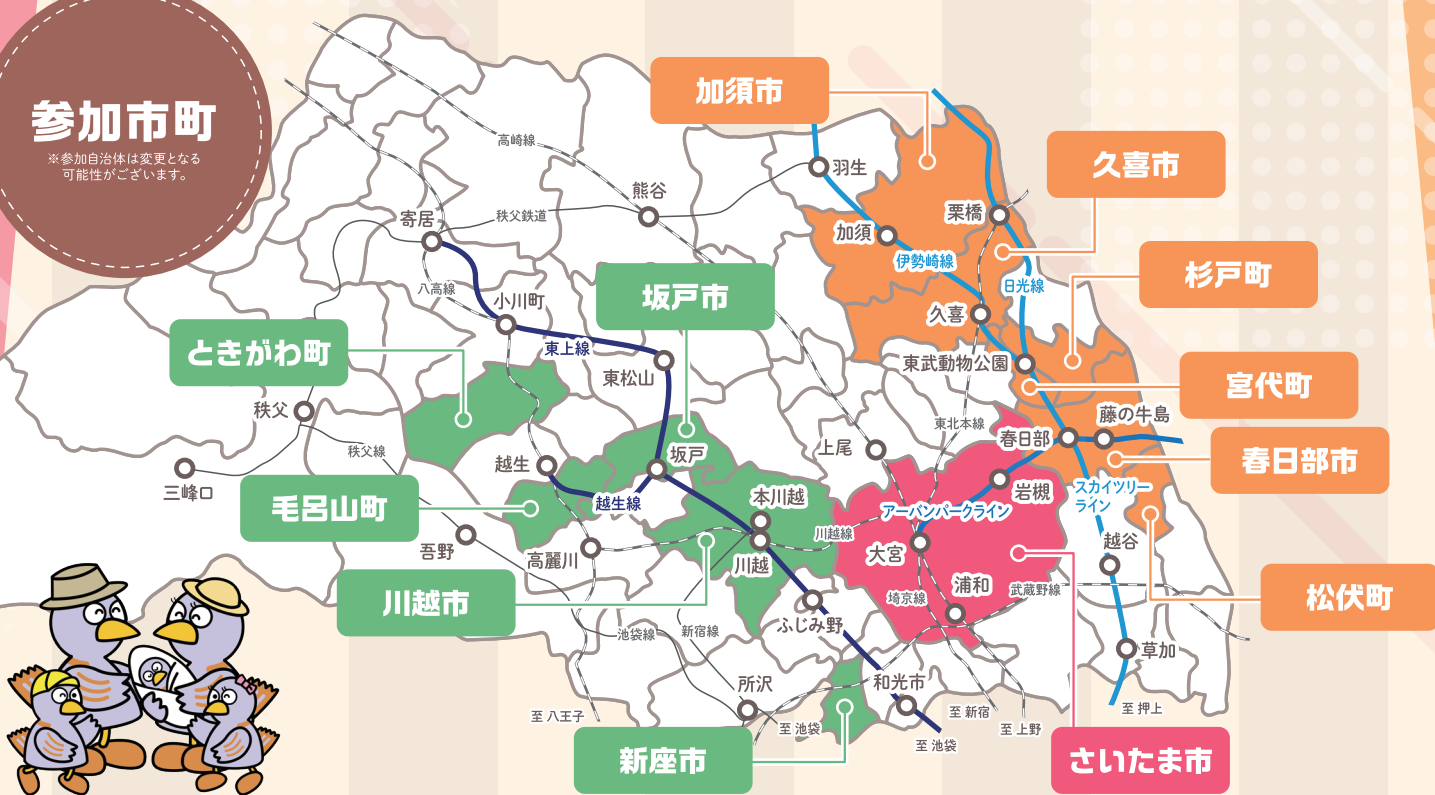 参加市町
※参加自治体は変更となる
可能性がございます。
加須市
久喜市
杉戸町
宮代町
春日部市
松伏町
さいたま市
坂戸市
ときがわ町
毛呂山町
川越市
新座市
高崎線
熊谷
羽生
秩父鉄道
寄居
栗橋
加須
伊勢崎線
日光線
八高線
小川町
久喜
東上線
東松山
東武動物公園
秩父
東北本線
藤の牛島
春日部
上尾
秩父線
越生
坂戸
三峰口
岩槻
スカイツリー
ライン
本川越
越生線
アーバンパークライン
川越線
吾野
高麗川
川越
大宮
越谷
浦和
武蔵野線
埼京線
ふじみ野
池袋線
新宿線
草加
所沢
和光市
至 八王子
至 池袋
至 新宿
至 上野
至 押上
至 池袋